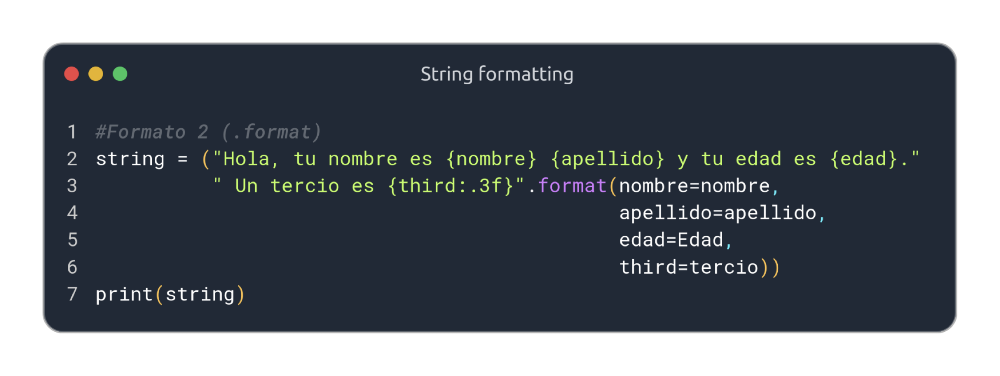 String formatting
1 #Formato 2 (.format)
2 string = ("Hola, tu nombre es {nombre} {apellido} y tu edad es {edad}."
3           " Un tercio es {third:.3f}".format(nombre=nombre,
4                                              apellido=apellido,
5                                              edad=Edad,
6                                              third=tercio))
7 print(string)